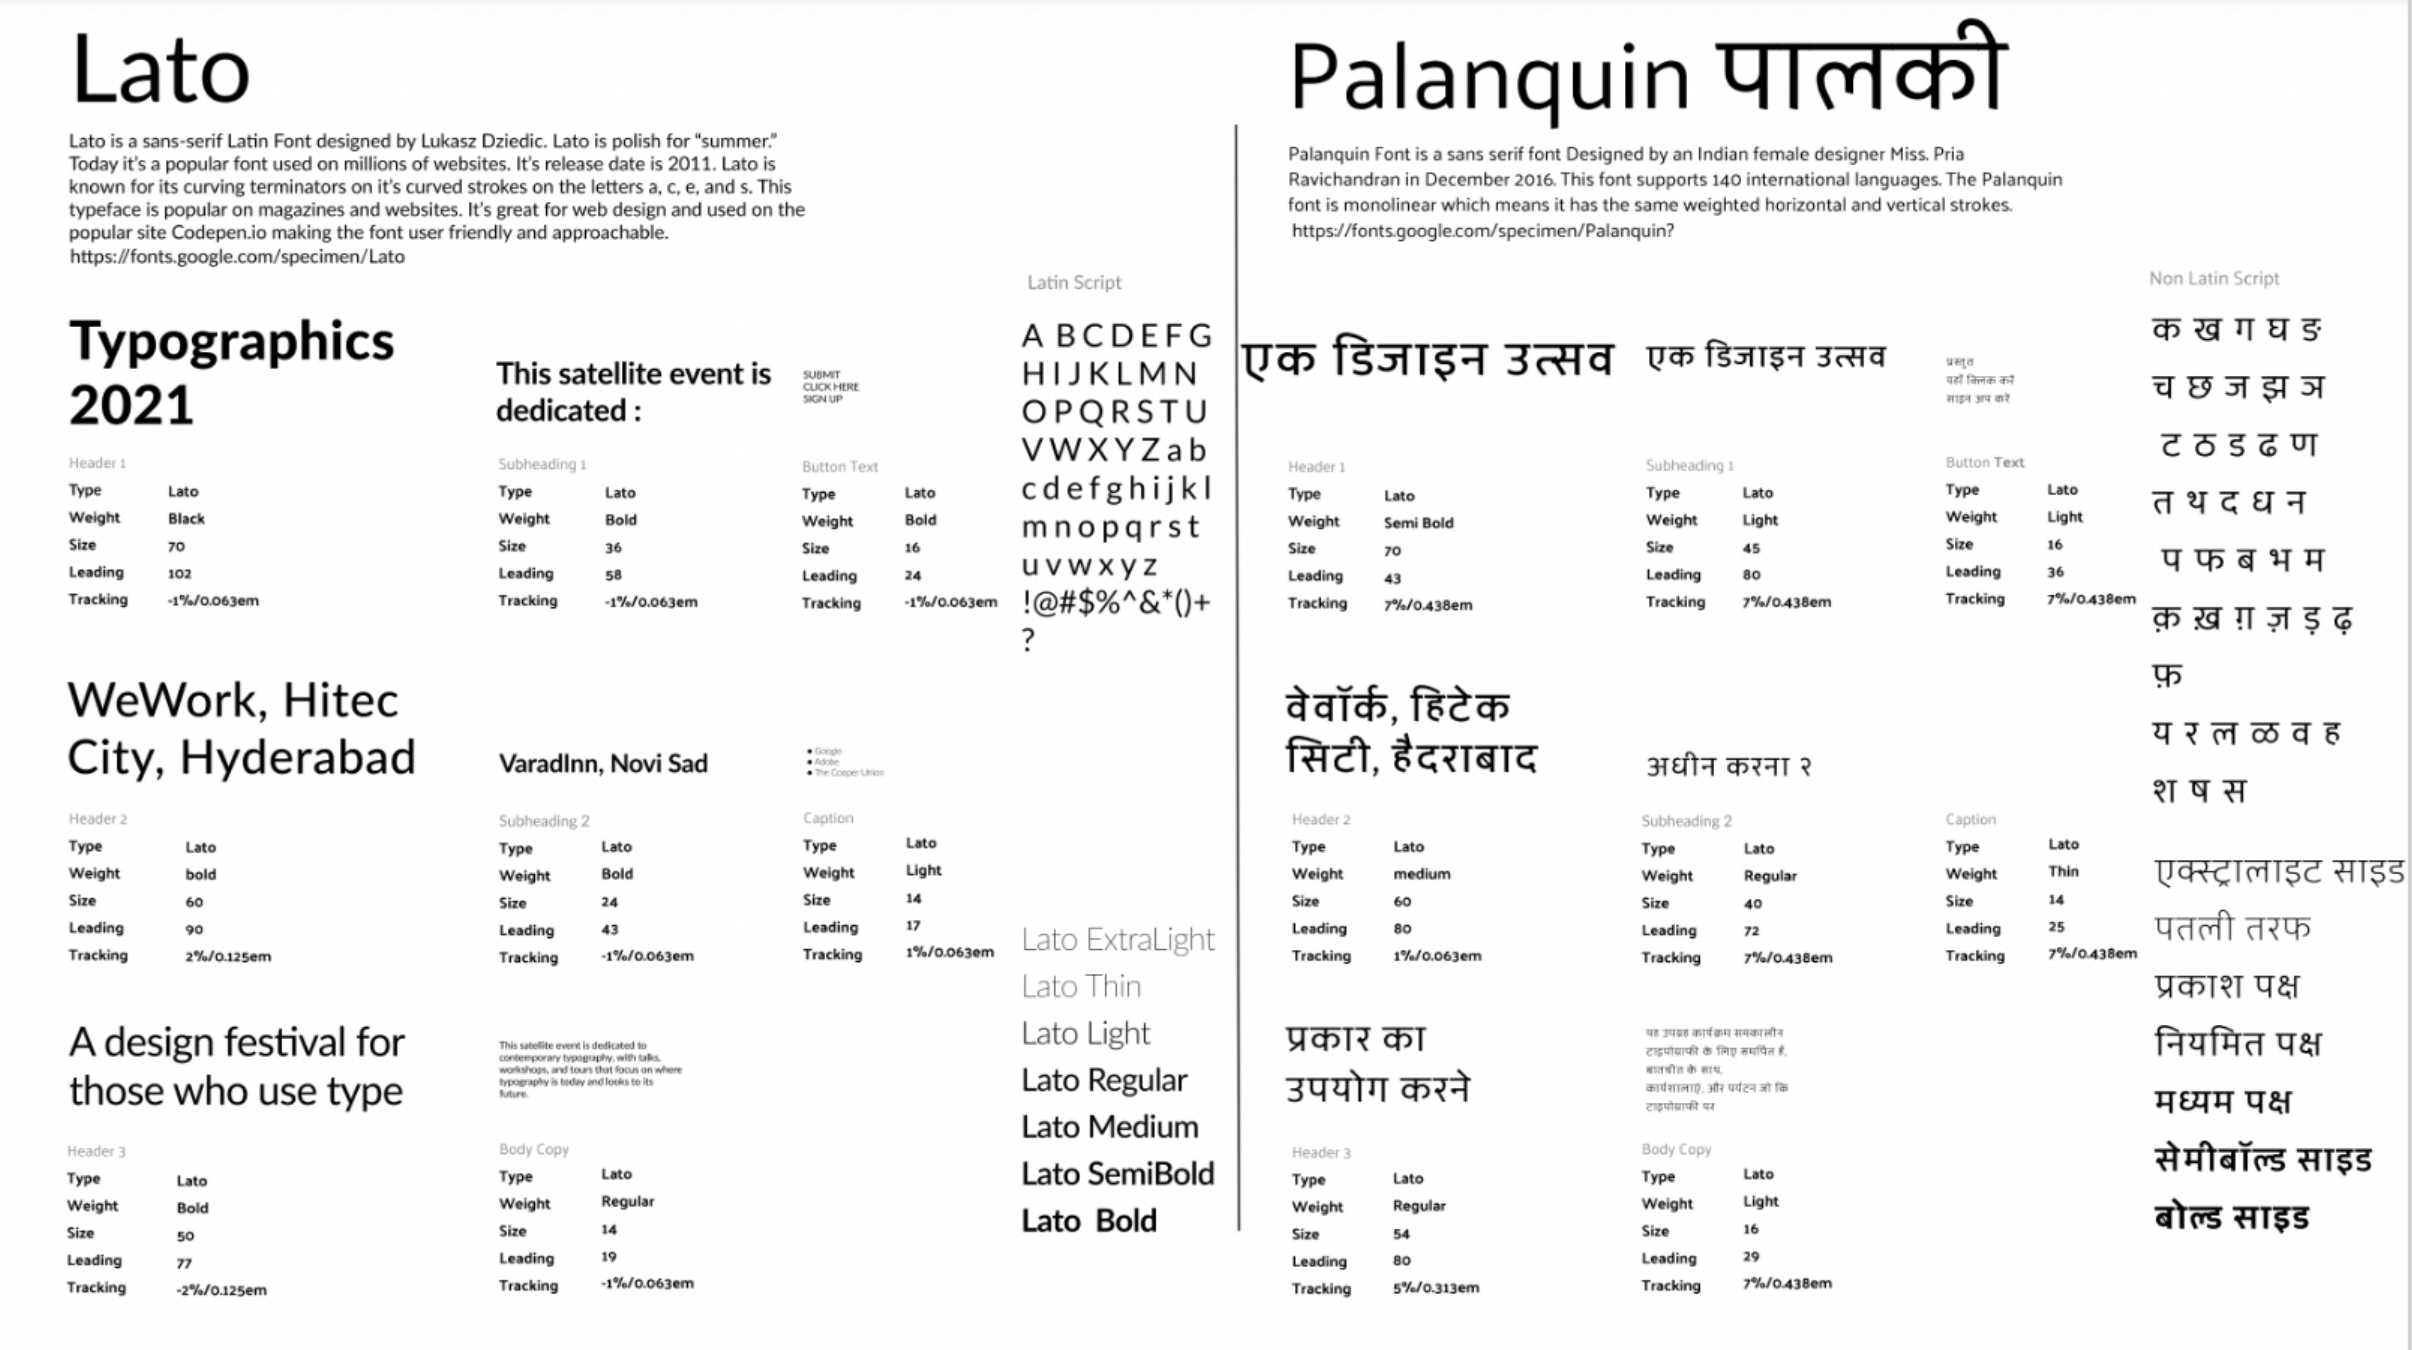 Lato
Lato is a sans-serif Latin Font designed by Lukasz Dziedic. Lato is polish for “summer.”
Today it’s a popular font used on millions of websites. It’s release date is 2011. Lato is
known for its curving terminators on it’s curved strokes on the letters a, c, e, and s. This
typeface is popular on magazines and websites. It’s great for web design and used on the
popular site Codepen.io making the font user friendly and approachable.
https://fonts.google.com/specimen/Lato
Typographics
2021
Header 1
Type Lato
Weight Black
Size 70
Leading 102
Tracking -1%/0.063em
This satellite event is
dedicated :
Subheading 1
Type Lato
Weight Bold
Size 36
Leading 58
Tracking -1%/0.063em
SUBMIT
CLICK HERE
SIGN UP
Button Text
Type Lato
Weight Bold
Size 16
Leading 24
Tracking -1%/0.063em
WeWork, Hitec
City, Hyderabad
Header 2
Type Lato
Weight bold
Size 60
Leading 90
Tracking 2%/0.125em
VaradInn, Novi Sad
Subheading 2
Type Lato
Weight Bold
Size 24
Leading 43
Tracking -1%/0.063em
• Google
• Adobe
• The Cooper Union
Caption
Type Lato
Weight Light
Size 14
Leading 17
Tracking 1%/0.063em
A design festival for
those who use type
Header 3
Type Lato
Weight Bold
Size 50
Leading 77
Tracking -2%/0.125em
This satellite event is dedicated to
contemporary typography, with talks,
workshops, and tours that focus on where
typography is today and looks to its
future.
Body Copy
Type Lato
Weight Regular
Size 14
Leading 19
Tracking -1%/0.063em
Latin Script
A B C D E F G
H I J K L M N
O P Q R S T U
V W X Y Z a b
c d e f g h i j k l
m n o p q r s t
u v w x y z
!@#$%^&*()+
?
Lato ExtraLight
Lato Thin
Lato Light
Lato Regular
Lato Medium
Lato SemiBold
Lato Bold
Palanquin पालकी
Palanquin Font is a sans serif font Designed by an Indian female designer Miss. Pria
Ravichandran in December 2016. This font supports 140 international languages. The Palanquin
font is monolinear which means it has the same weighted horizontal and vertical strokes.
https://fonts.google.com/specimen/Palanquin?
एक डिजाइन उत्सव
Header 1
Type Lato
Weight Semi Bold
Size 70
Leading 43
Tracking 7%/0.438em
एक डिजाइन उत्सव
Subheading 1
Type Lato
Weight Light
Size 45
Leading 80
Tracking 7%/0.438em
प्रस्तुत
यहाँ क्लिक करें
साइन अप करें
Button Text
Type Lato
Weight Light
Size 16
Leading 36
Tracking 7%/0.438em
वेवॉर्क, हिटेक
सिटी, हैदराबाद
Header 2
Type Lato
Weight medium
Size 60
Leading 80
Tracking 1%/0.063em
अधीन करना २
Subheading 2
Type Lato
Weight Regular
Size 40
Leading 72
Tracking 7%/0.438em
Caption
Type Lato
Weight Thin
Size 14
Leading 25
Tracking 7%/0.438em
प्रकार का
उपयोग करने
Header 3
Type Lato
Weight Regular
Size 54
Leading 80
Tracking 5%/0.313em
यह उपग्रह कार्यक्रम समकालीन
टाइपोग्राफी के लिए समर्पित है,
बातचीत के साथ,
कार्यशालाएं, और पर्यटन जो कि
टाइपोग्राफी पर
Body Copy
Type Lato
Weight Light
Size 16
Leading 29
Tracking 7%/0.438em
Non Latin Script
क ख ग घ ङ
च छ ज झ ञ
ट ठ ड ढ ण
त थ द ध न
प फ ब भ म
क़ ख़ ग़ ज़ ड़ ढ़
फ़
य र ल ळ व ह
श ष स
एक्स्ट्रालाइट साइड
पतली तरफ
प्रकाश पक्ष
नियमित पक्ष
मध्यम पक्ष
सेमीबॉल्ड साइड
बोल्ड साइड